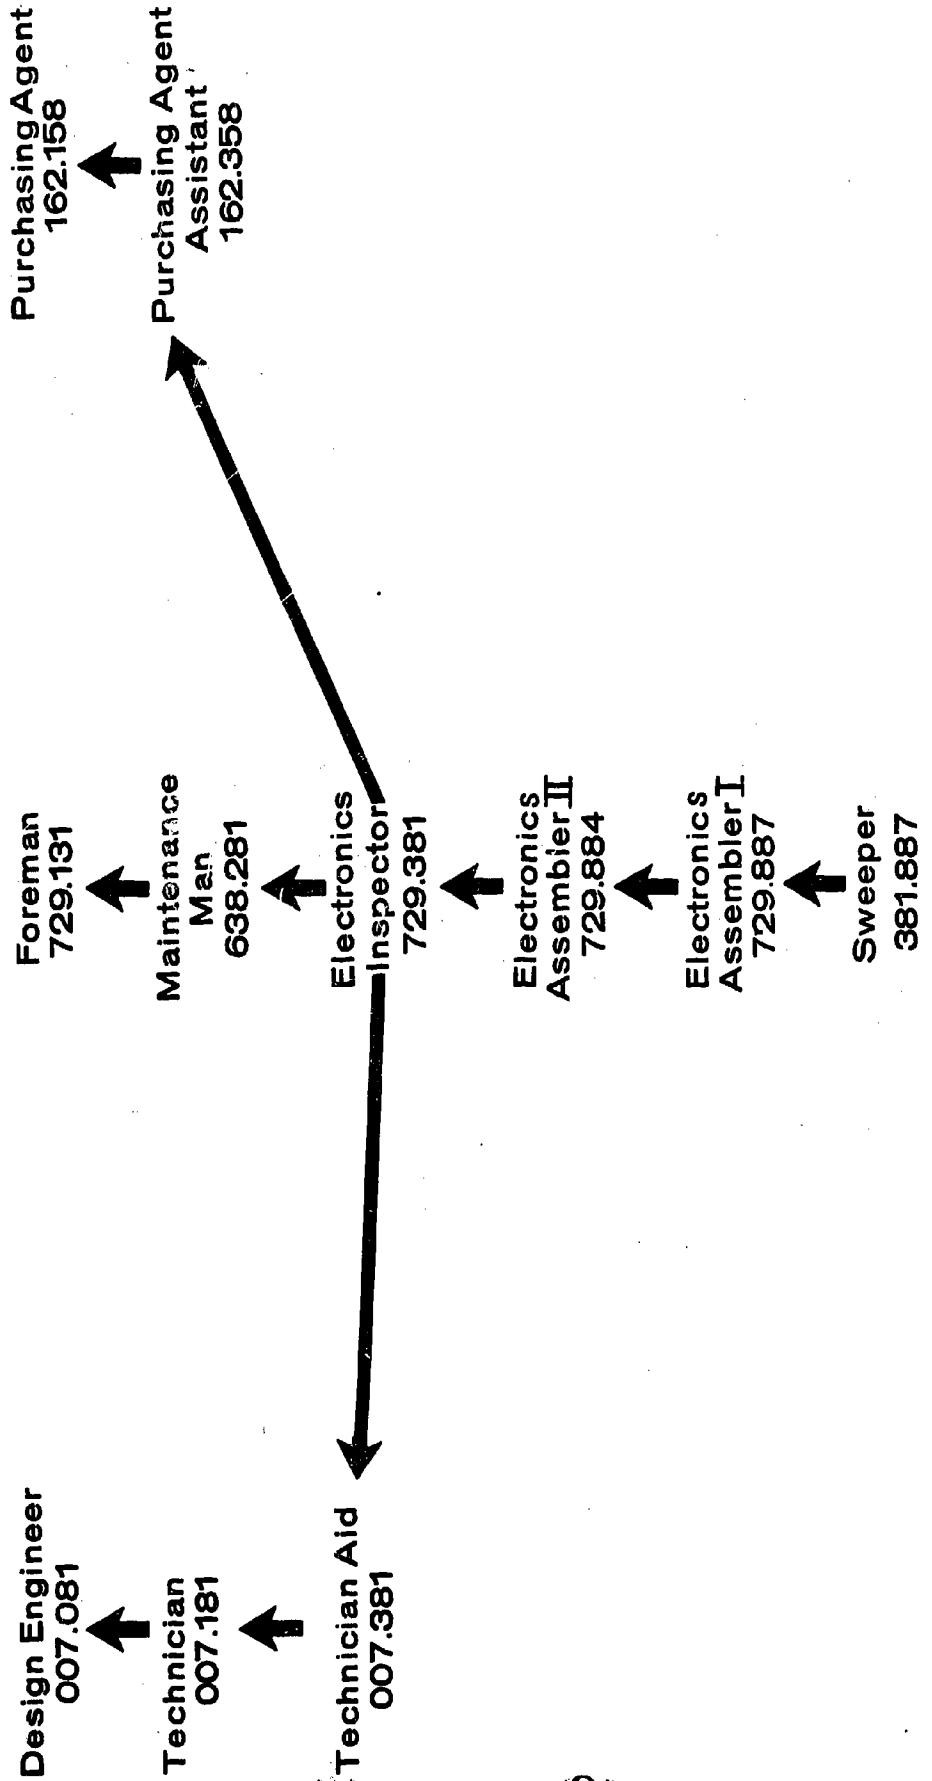 Design Engineer
007.081
Technician
007.181
Technician Aid
007.381
Foreman
729.131
Maintenance
Man
638.281
Electronics
Inspector
729.381
Electronics
Assembler II
729.884
Electronics
Assembler I
729.887
Sweeper
381.887
Purchasing Agent
162.158
Purchasing Agent
Assistant
162.358